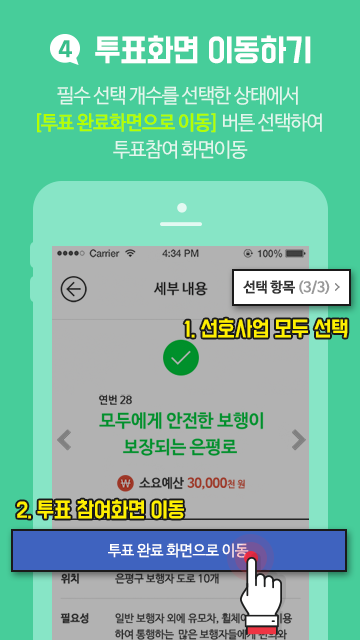 4 투표화면 이동하기
필수 선택 개수를 선택한 상태에서
[투표 완료화면으로 이동] 버튼 선택하여
투표참여 화면이동
Carrier 4:34 PM 100%
세부 내용
선택 항목 (3/3) >
1. 선호사업 모두 선택
연번 28
모두에게 안전한 보행이
보장되는 은평로
₩ 소요예산 30,000천 원
2. 투표 참여화면 이동
투표 완료 화면으로 이동
위치 은평구 보행자 도로 10개
필요성 일반 보행자 외에 유모차, 이용
하여 통행하는 많은 보행자들에게